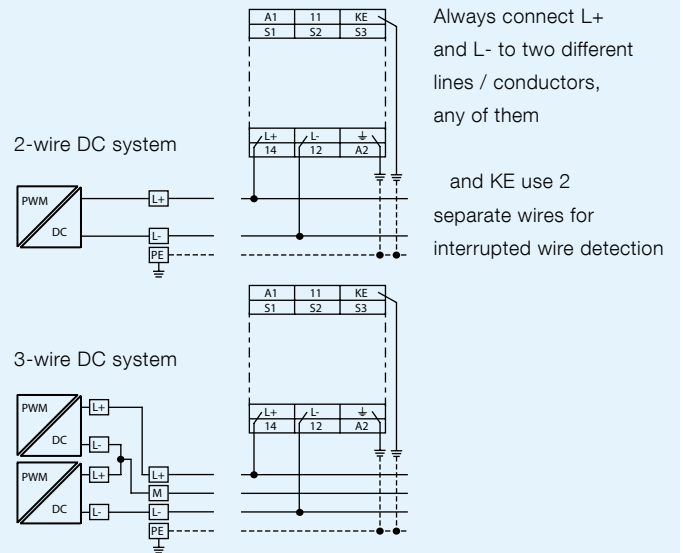 A1 11 KE
S1 S2 S3
Always connect L+
and L- to two different
lines / conductors,
any of them
and KE use 2
separate wires for
interrupted wire detection
2-wire DC system
L+ L-
14 12 A2
PWM
DC
L+
L-
PE
A1 11 KE
S1 S2 S3
3-wire DC system
L+ L-
14 12 A2
PWM
DC
L+
L-
PWM
DC
L+
L-
L+
M
L-
PE